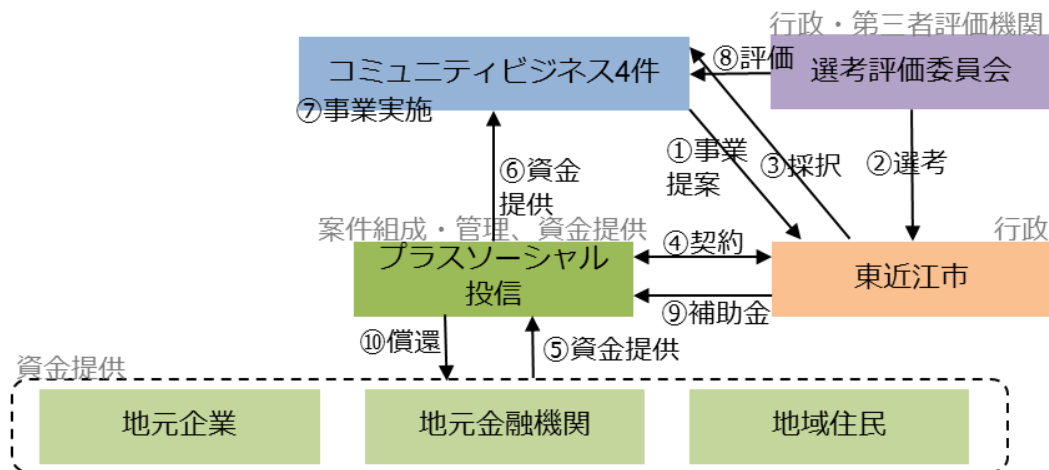 行政・第三者評価機関
コミュニティビジネス4件
⑧評価
選考評価委員会
⑦事業実施
①事業
提案
③採択
②選考
⑥資金
提供
案件組成・管理、資金提供
行政
プラスソーシャル
投信
④契約
東近江市
⑨補助金
⑩償還
⑤資金提供
資金提供
地元企業
地元金融機関
地域住民